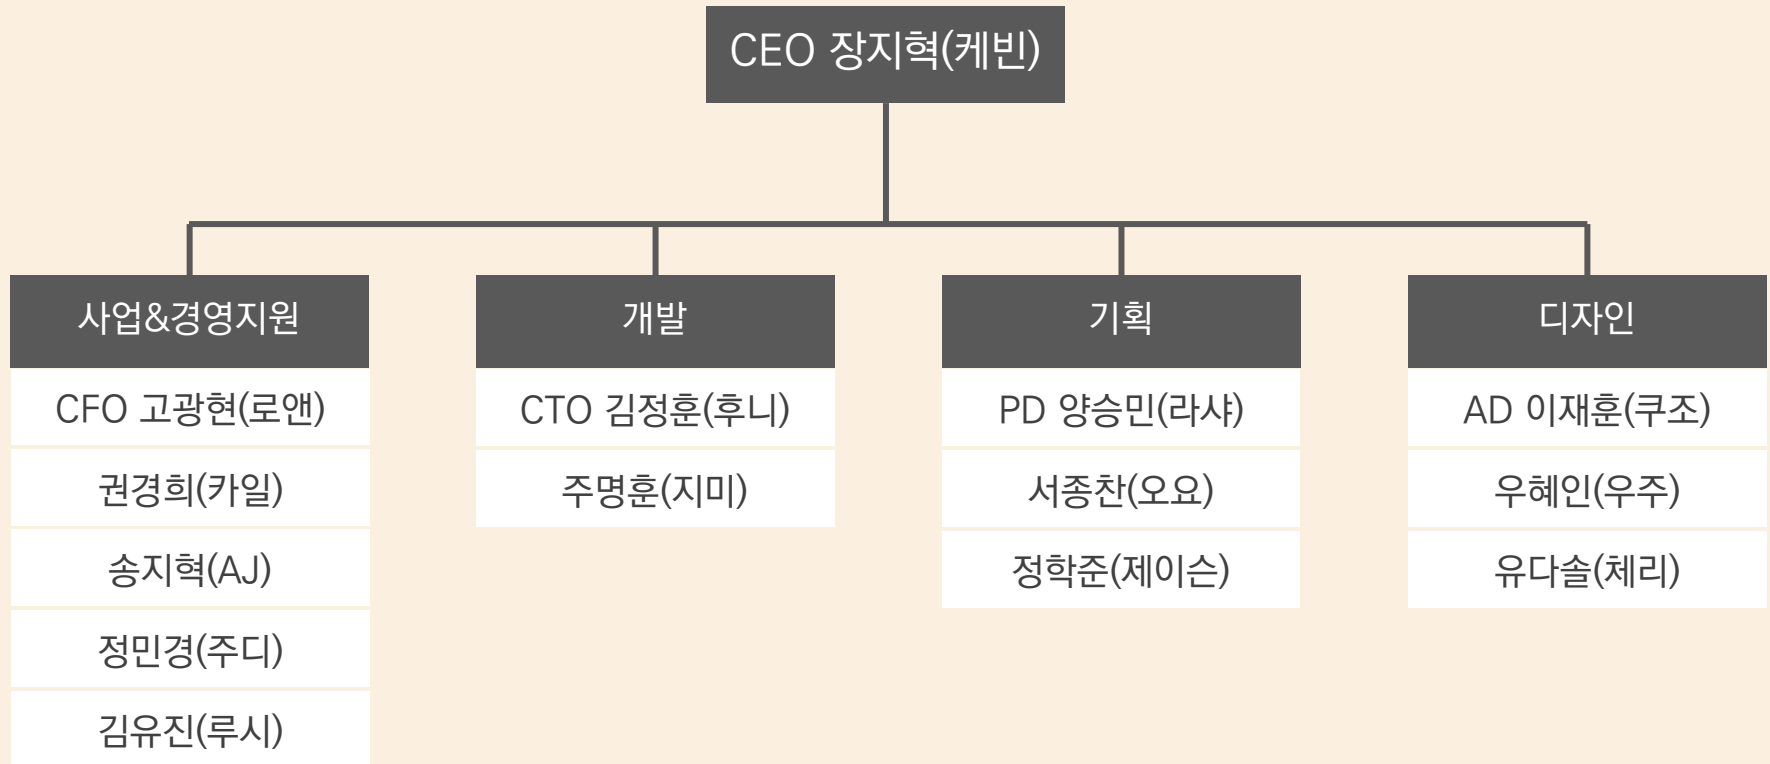 CEO 장지혁(케빈)
사업&경영지원
CFO 고광현(로앤)
권경희(카일)
송지혁(AJ)
정민경(주디)
김유진(루시)
개발
CTO 김정훈(후니)
주명훈(지미)
기획
PD 양승민(라샤)
서종찬(오요)
정학준(제이슨)
디자인
AD 이재훈(쿠조)
우혜인(우주)
유다솔(체리)